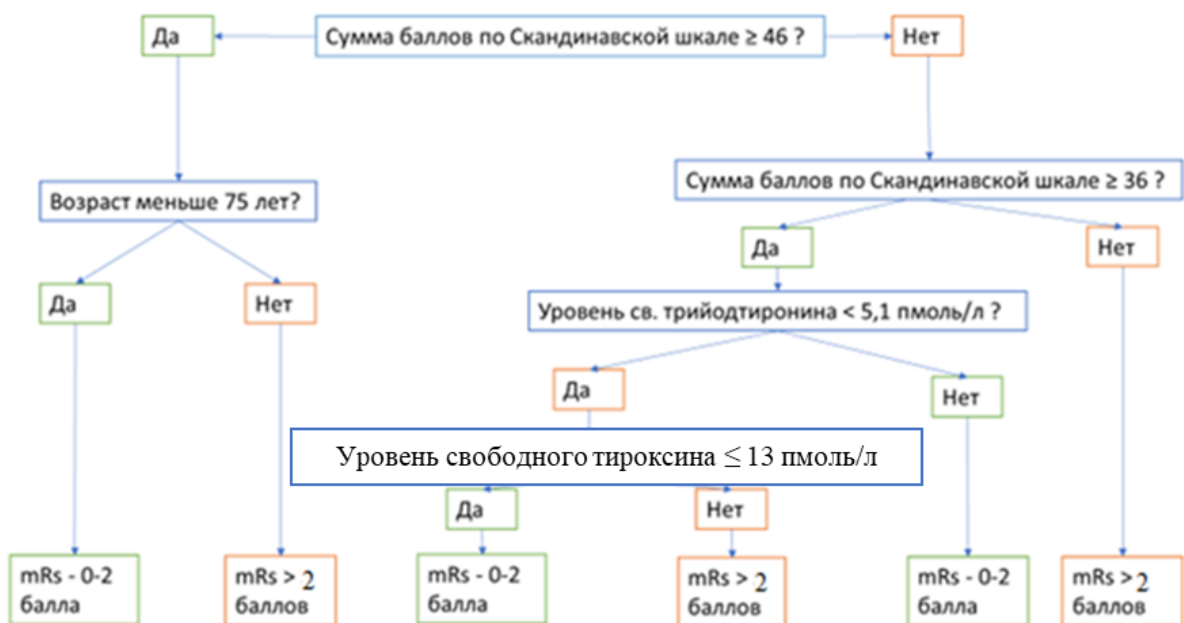 Да
Сумма баллов по Скандинавской шкале ≥ 46 ?
Нет
Возраст меньше 75 лет?
Сумма баллов по Скандинавской шкале ≥ 36 ?
Да
Нет
Да
Нет
Уровень св. трийодтиронина < 5,1 пмоль/л ?
Да
Нет
Уровень свободного тироксина ≤ 13 пмоль/л
Да
Нет
mRs - 0-2
балла
mRs > 2
баллов
mRs - 0-2
балла
mRs > 2
баллов
mRs - 0-2
балла
mRs > 2
баллов